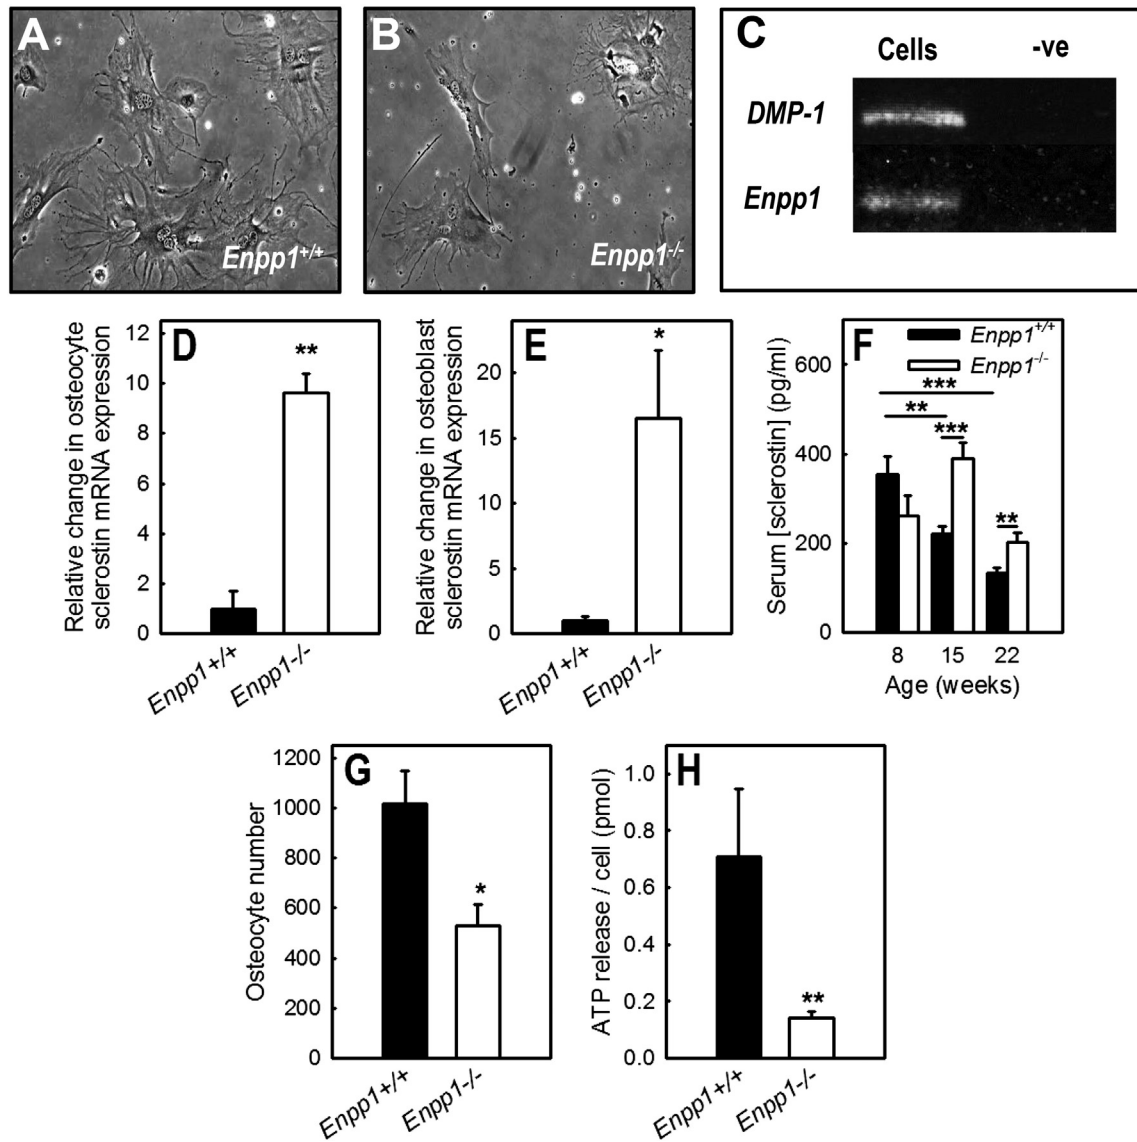 A
Enpp1+/+
B
Enpp1-/-
C
Cells -ve
DMP-1
Enpp1
D
Relative change in osteocyte
sclerostin mRNA expression
12
10
8
6
4
2
0
**
Enpp1+/+
Enpp1-/-
E
Relative change in osteoblast
sclerostin mRNA expression
20
15
10
5
0
*
Enpp1+/+
Enpp1-/-
F
Enpp1+/+
Enpp1-/-
Serum [sclerostin] (pg/ml)
600
400
200
0
***
**
***
**
8 15 22
Age (weeks)
G
Osteocyte number
1200
1000
800
600
400
200
0
*
Enpp1+/+
Enpp1-/-
H
ATP release / cell (pmol)
1.0
0.8
0.6
0.4
0.2
0.0
**
Enpp1+/+
Enpp1-/-